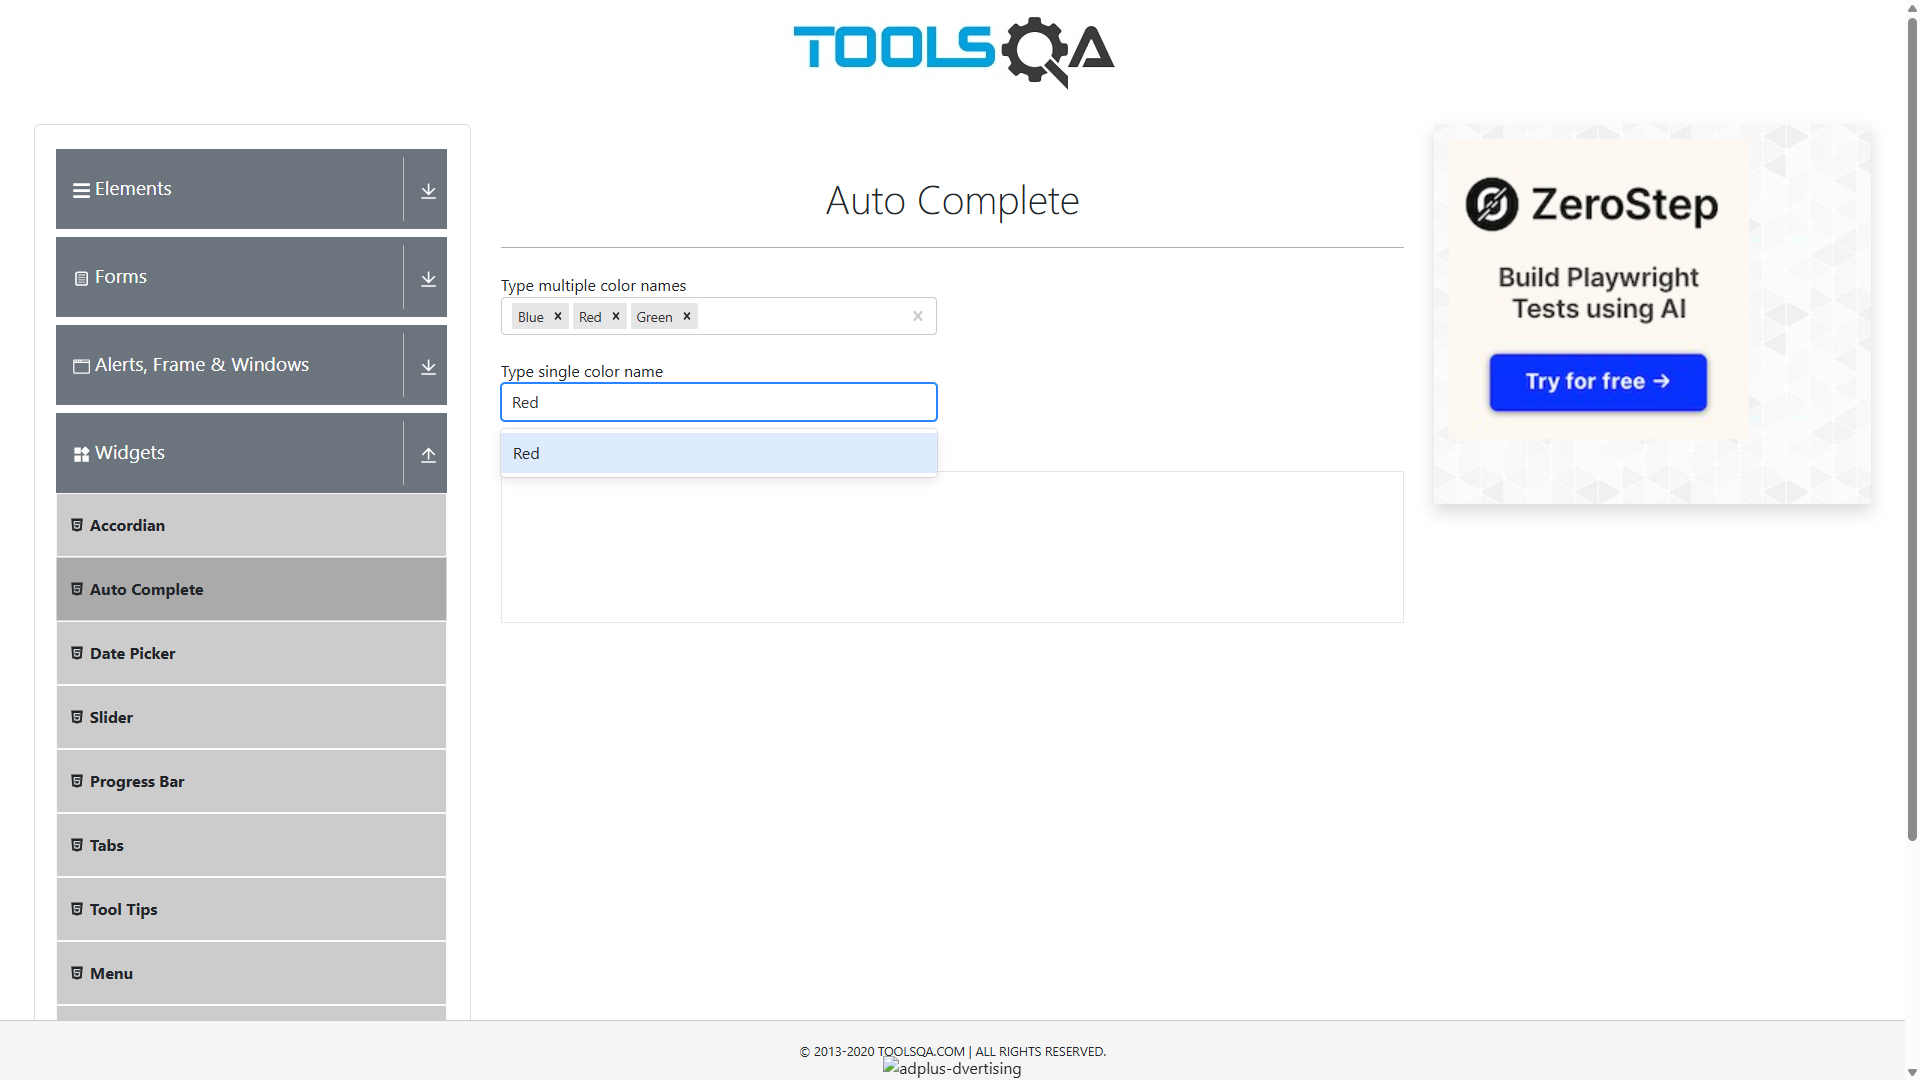 TOOLSQA
Elements
Forms
Alerts, Frame & Windows
Widgets
Accordian
Auto Complete
Date Picker
Slider
Progress Bar
Tabs
Tool Tips
Menu
Auto Complete
Type multiple color names
Blue Red Green
Type single color name
Red
Red
ZeroStep
Build Playwright
Tests using AI
Try for free →
© 2013-2020 TOOLSQA.COM | ALL RIGHTS RESERVED.
adplus-dvertising